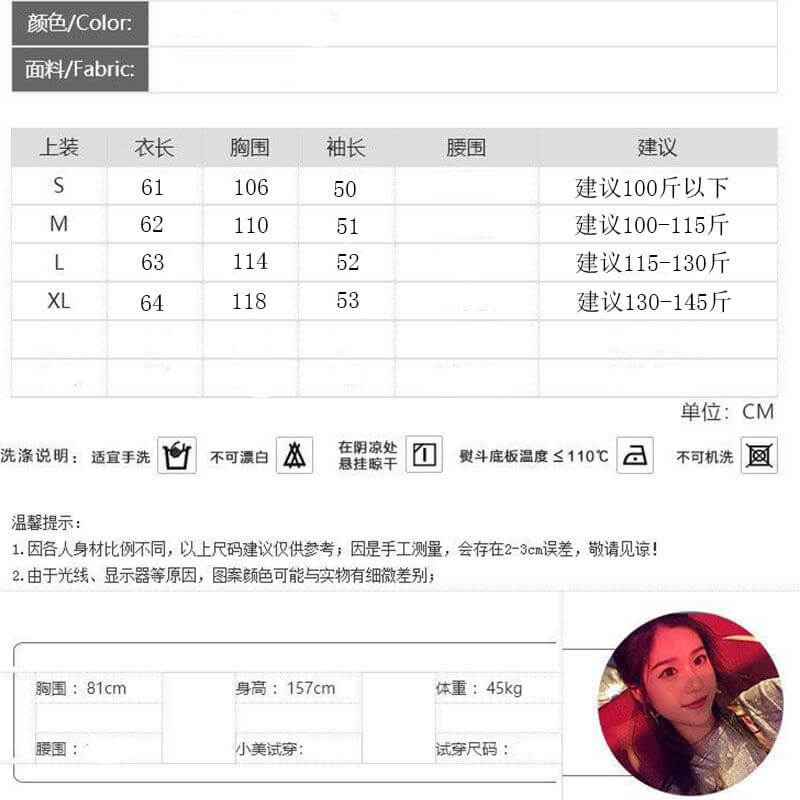 颜色/Color:
面料/Fabric:
上装 衣长 胸围 袖长 腰围 建议
S 61 106 50 建议100斤以下
M 62 110 51 建议100-115斤
L 63 114 52 建议115-130斤
XL 64 118 53 建议130-145斤
单位：CM
洗涤说明：适宜手洗 不可漂白 在阴凉处悬挂晾干 熨斗底板温度≤110℃ 不可机洗
温馨提示：
1.因各人身材比例不同，以上尺码建议仅供参考；因是手工测量，会存在2-3cm误差，敬请见谅！
2.由于光线、显示器等原因，图案颜色可能与实物有细微差别；
胸围：81cm 身高：157cm 体重：45kg
腰围： 小美试穿： 试穿尺码：